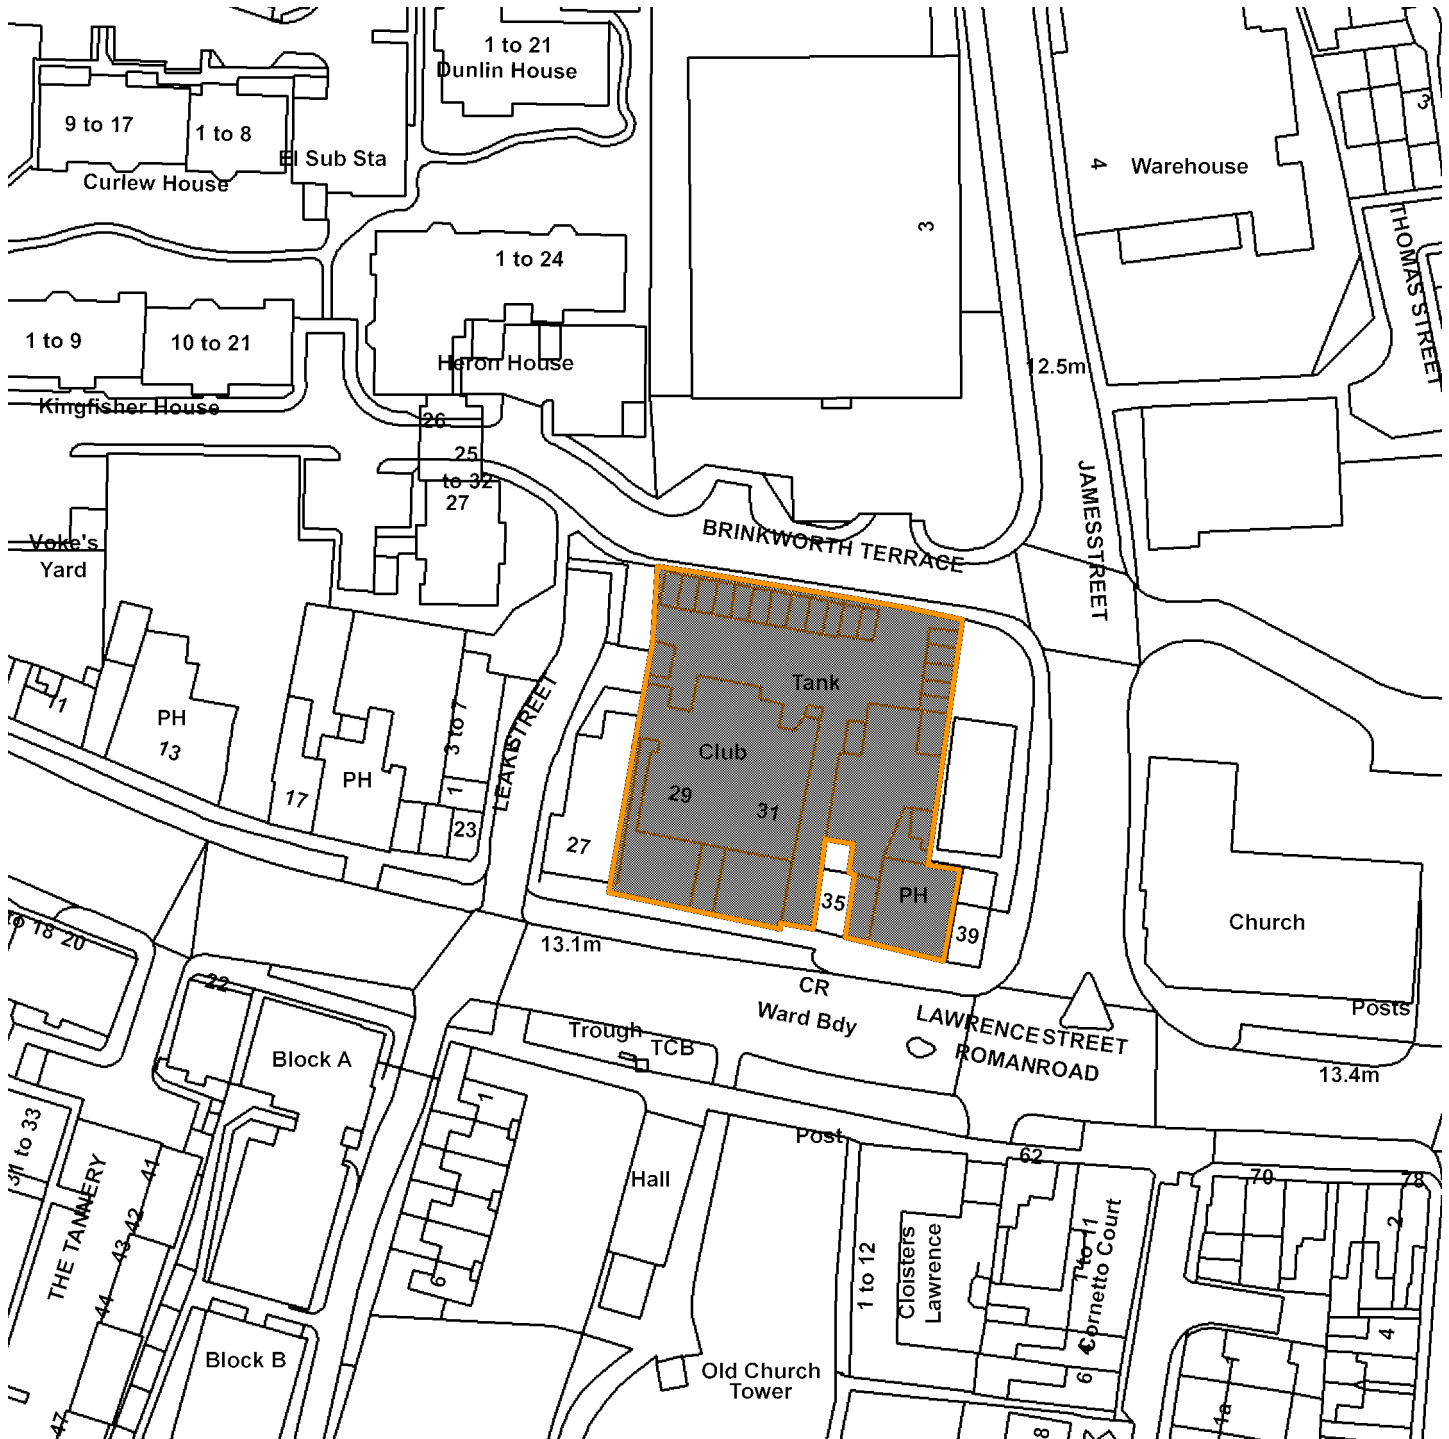 1 to 21
Dunlin House
9 to 17
1 to 8
El Sub Sta
Curlew House
3
4
Warehouse
3
THOMAS STREET
1 to 24
1 to 9
10 to 21
Heron House
12.5m
Kingfisher House
26
25
to 32
27
Voke's
Yard
BRINKWORTH TERRACE
JAMES STREET
11
PH
13
17
PH
3 to 7
1
23
LEAK STREET
Tank
Club
29
31
27
35
PH
39
Church
13.1m
CR
Ward Bdy
LAWRENCE STREET
ROMAN ROAD
Posts
13.4m
to 18
20
22
Block A
Trough
TCB
Post
31 to 33
THE TANNERY
41
42
43
44
47
1
6
Hall
Block B
Old Church
Tower
1 to 12
Cloisters
Lawrence
62
1 to 11
Cornetto Court
4
6
8
70
78
2
4
1
1a